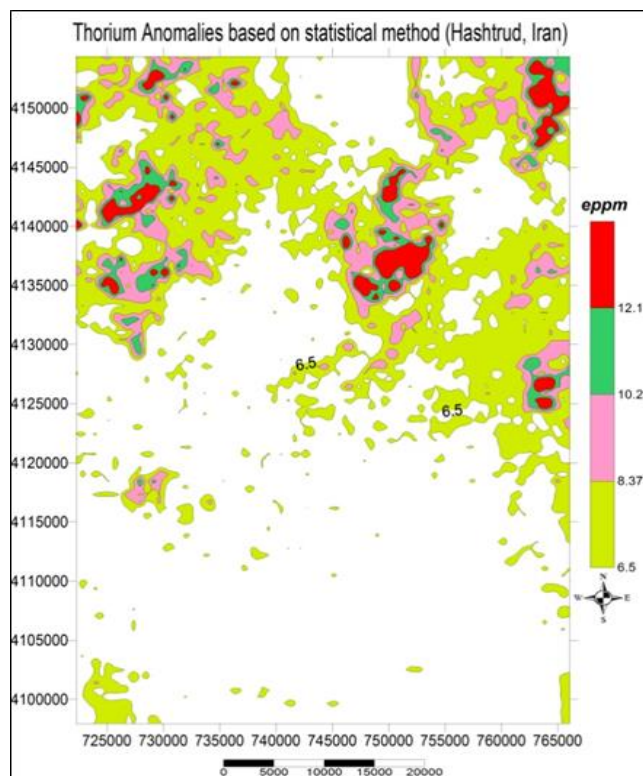 Thorium Anomalies based on statistical method (Hashtrud, Iran)
4150000
4145000
4140000
4135000
4130000
4125000
4120000
4115000
4110000
4105000
4100000
6.5
6.5
eppm
12.1
10.2
8.37
6.5
N
W E
S
725000 730000 735000 740000 745000 750000 755000 760000 765000
0 5000 10000 15000 20000